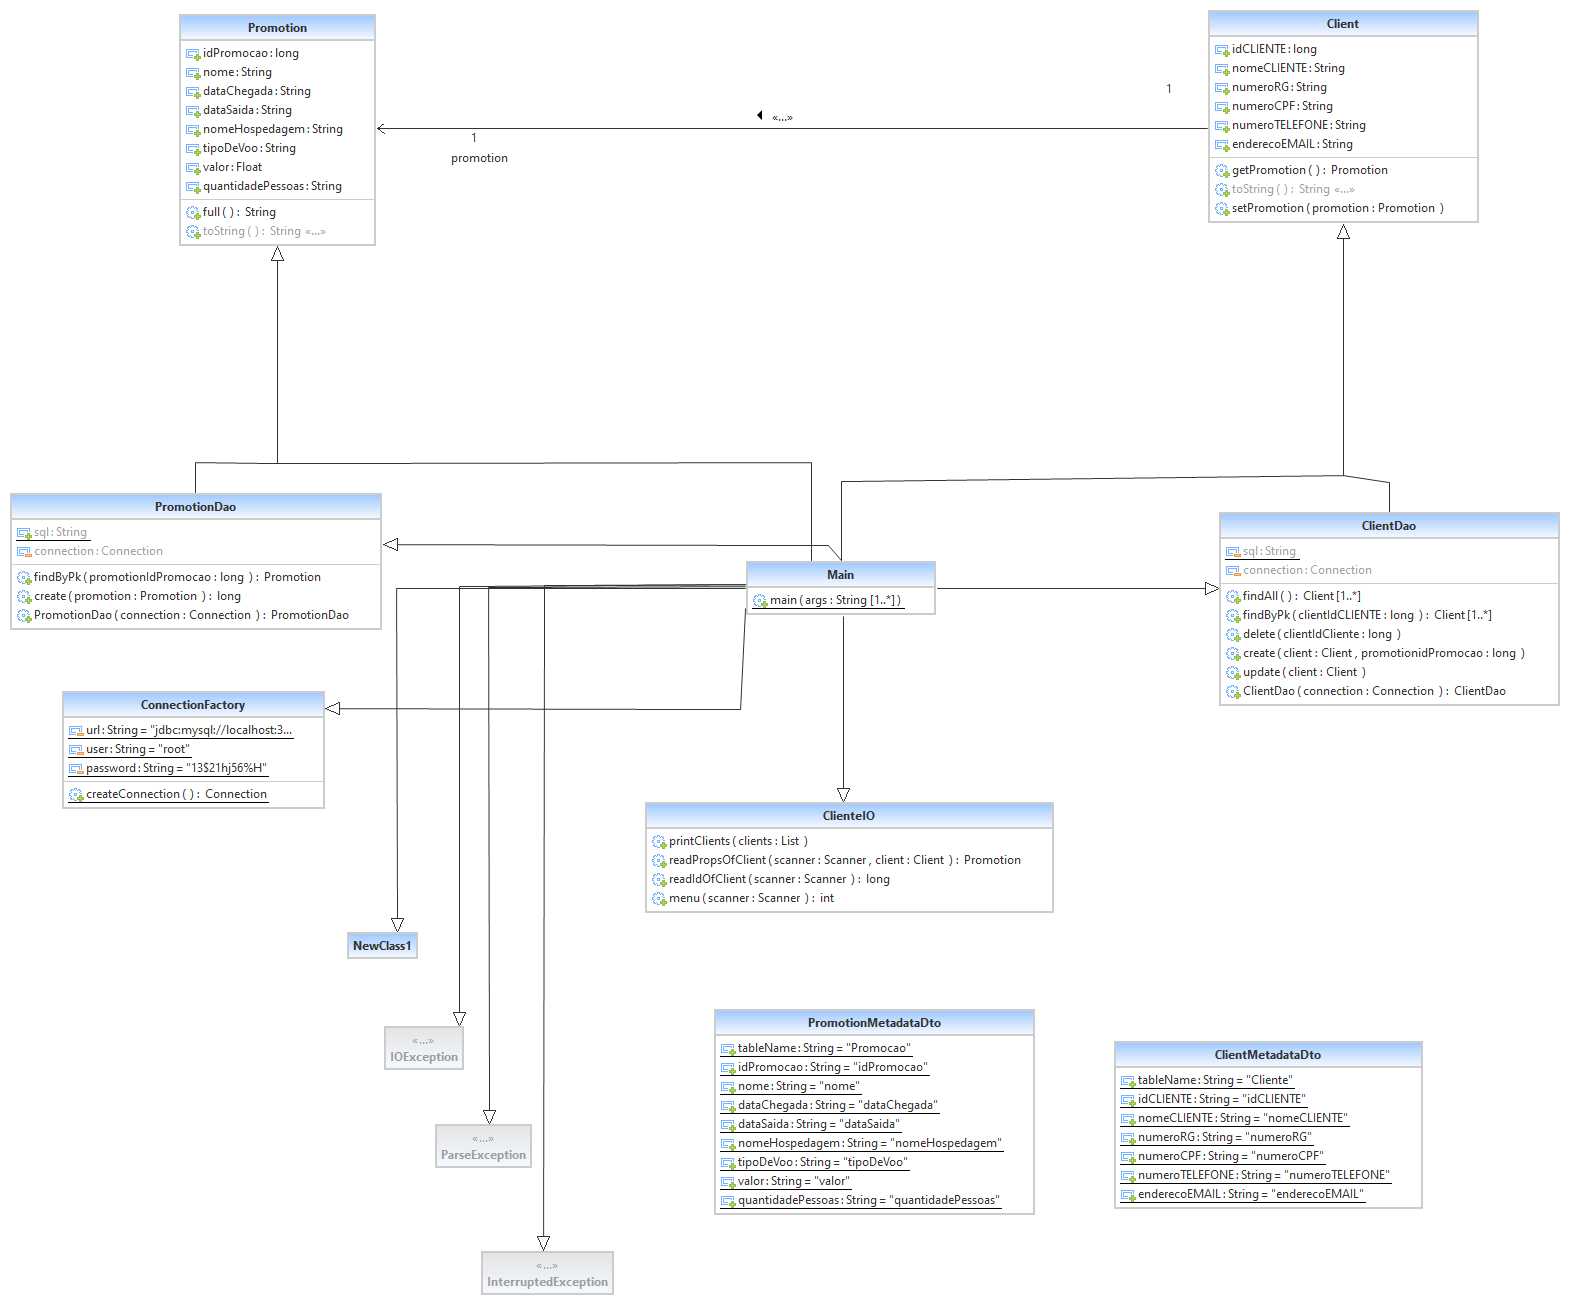 Promotion
idPromocao : long
nome : String
dataChegada : String
dataSaida : String
nomeHospedagem : String
tipoDeVoo : String
valor : Float
quantidadePessoas : String
full ( ) : String
toString ( ) : String «...»
Client
idCLIENTE : long
nomeCLIENTE : String
numeroRG : String
numeroCPF : String
numeroTELEFONE : String
enderecoEMAIL : String
getPromotion ( ) : Promotion
toString ( ) : String «...»
setPromotion ( promotion : Promotion )
1
«...»
1
promotion
PromotionDao
sql : String
connection : Connection
findByPk ( promotionIdPromocao : long ) : Promotion
create ( promotion : Promotion ) : long
PromotionDao ( connection : Connection ) : PromotionDao
Main
main ( args : String [1..*] )
ClientDao
sql : String
connection : Connection
findAll ( ) : Client [1..*]
findByPk ( clientIdCLIENTE : long ) : Client [1..*]
delete ( clientIdCliente : long )
create ( client : Client , promotionidPromocao : long )
update ( client : Client )
ClientDao ( connection : Connection ) : ClientDao
ConnectionFactory
url : String = "jdbc:mysql://localhost:3...
user : String = "root"
password : String = "13$21hj56%H"
createConnection ( ) : Connection
ClienteIO
printClients ( clients : List )
readPropsOfClient ( scanner : Scanner , client : Client ) : Promotion
readIdOfClient ( scanner : Scanner ) : long
menu ( scanner : Scanner ) : int
NewClass1
«...»
IOException
«...»
ParseException
«...»
InterruptedException
PromotionMetadataDto
tableName : String = "Promocao"
idPromocao : String = "idPromocao"
nome : String = "nome"
dataChegada : String = "dataChegada"
dataSaida : String = "dataSaida"
nomeHospedagem : String = "nomeHospedagem"
tipoDeVoo : String = "tipoDeVoo"
valor : String = "valor"
quantidadePessoas : String = "quantidadePessoas"
ClientMetadataDto
tableName : String = "Cliente"
idCLIENTE : String = "idCLIENTE"
nomeCLIENTE : String = "nomeCLIENTE"
numeroRG : String = "numeroRG"
numeroCPF : String = "numeroCPF"
numeroTELEFONE : String = "numeroTELEFONE"
enderecoEMAIL : String = "enderecoEMAIL"